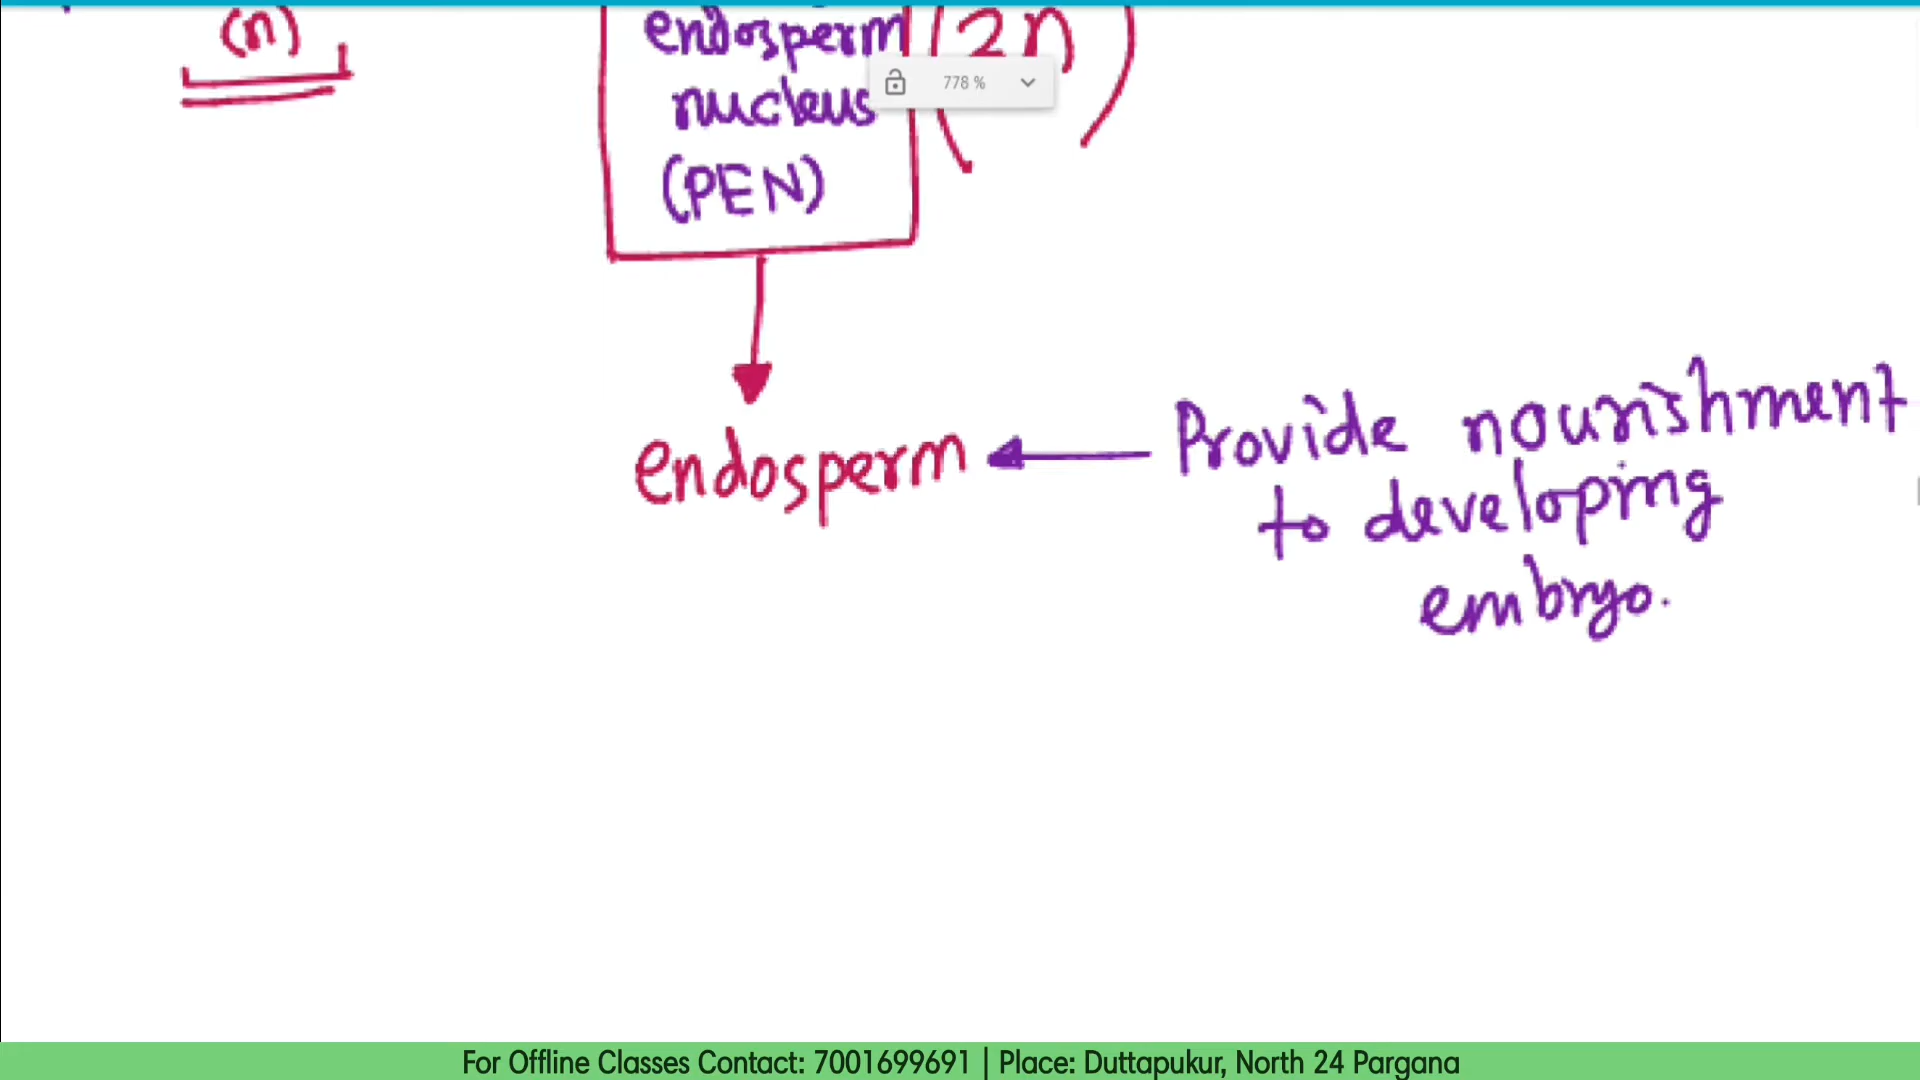 (n)
endosperm (2n)
nucleus
(PEN)
778 %
endosperm
Provide nourishment
to developing
embryo.
For Offline Classes Contact: 7001699691 | Place: Duttapukur, North 24 Pargana